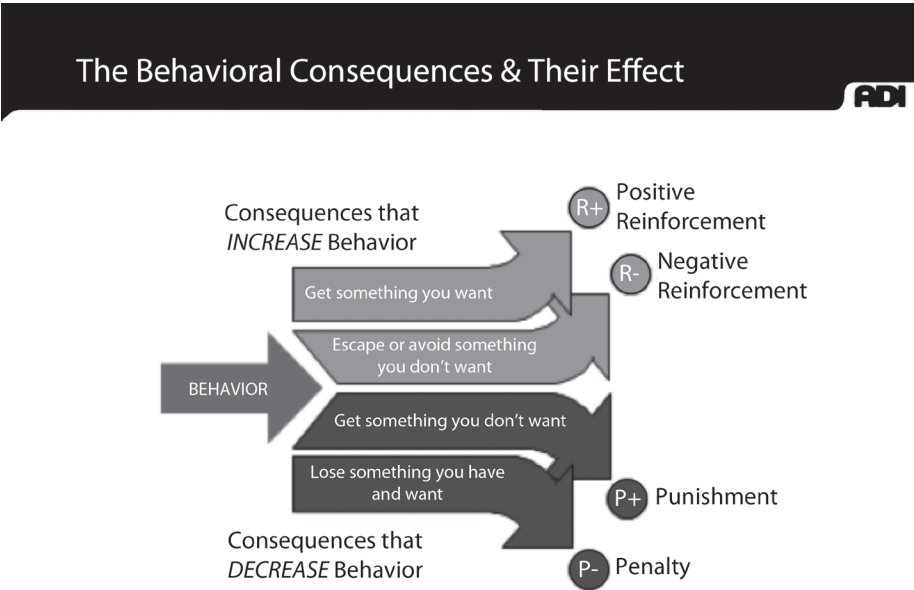 The Behavioral Consequences & Their Effect
ADI
Consequences that
INCREASE Behavior
R+
Positive
Reinforcement
R-
Negative
Reinforcement
Get something you want
Escape or avoid something
you don't want
BEHAVIOR
Get something you don't want
Lose something you have
and want
P+
Punishment
Consequences that
DECREASE Behavior
P-
Penalty